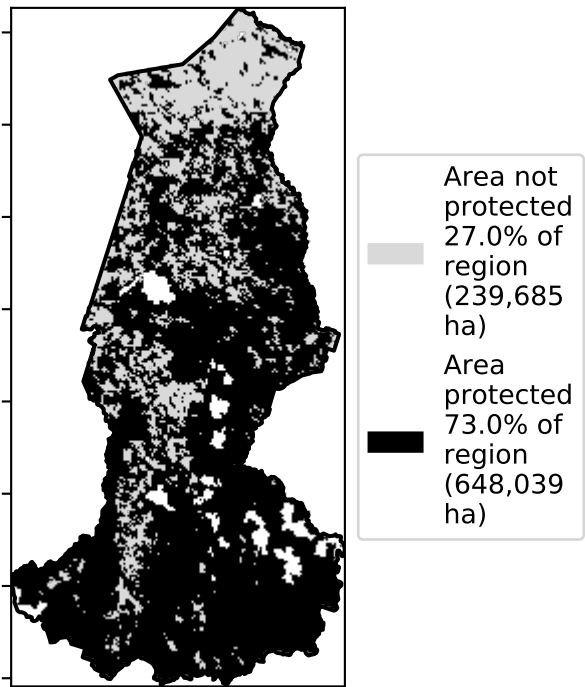 Area not
protected
27.0% of
region
(239,685
ha)
Area
protected
73.0% of
region
(648,039
ha)